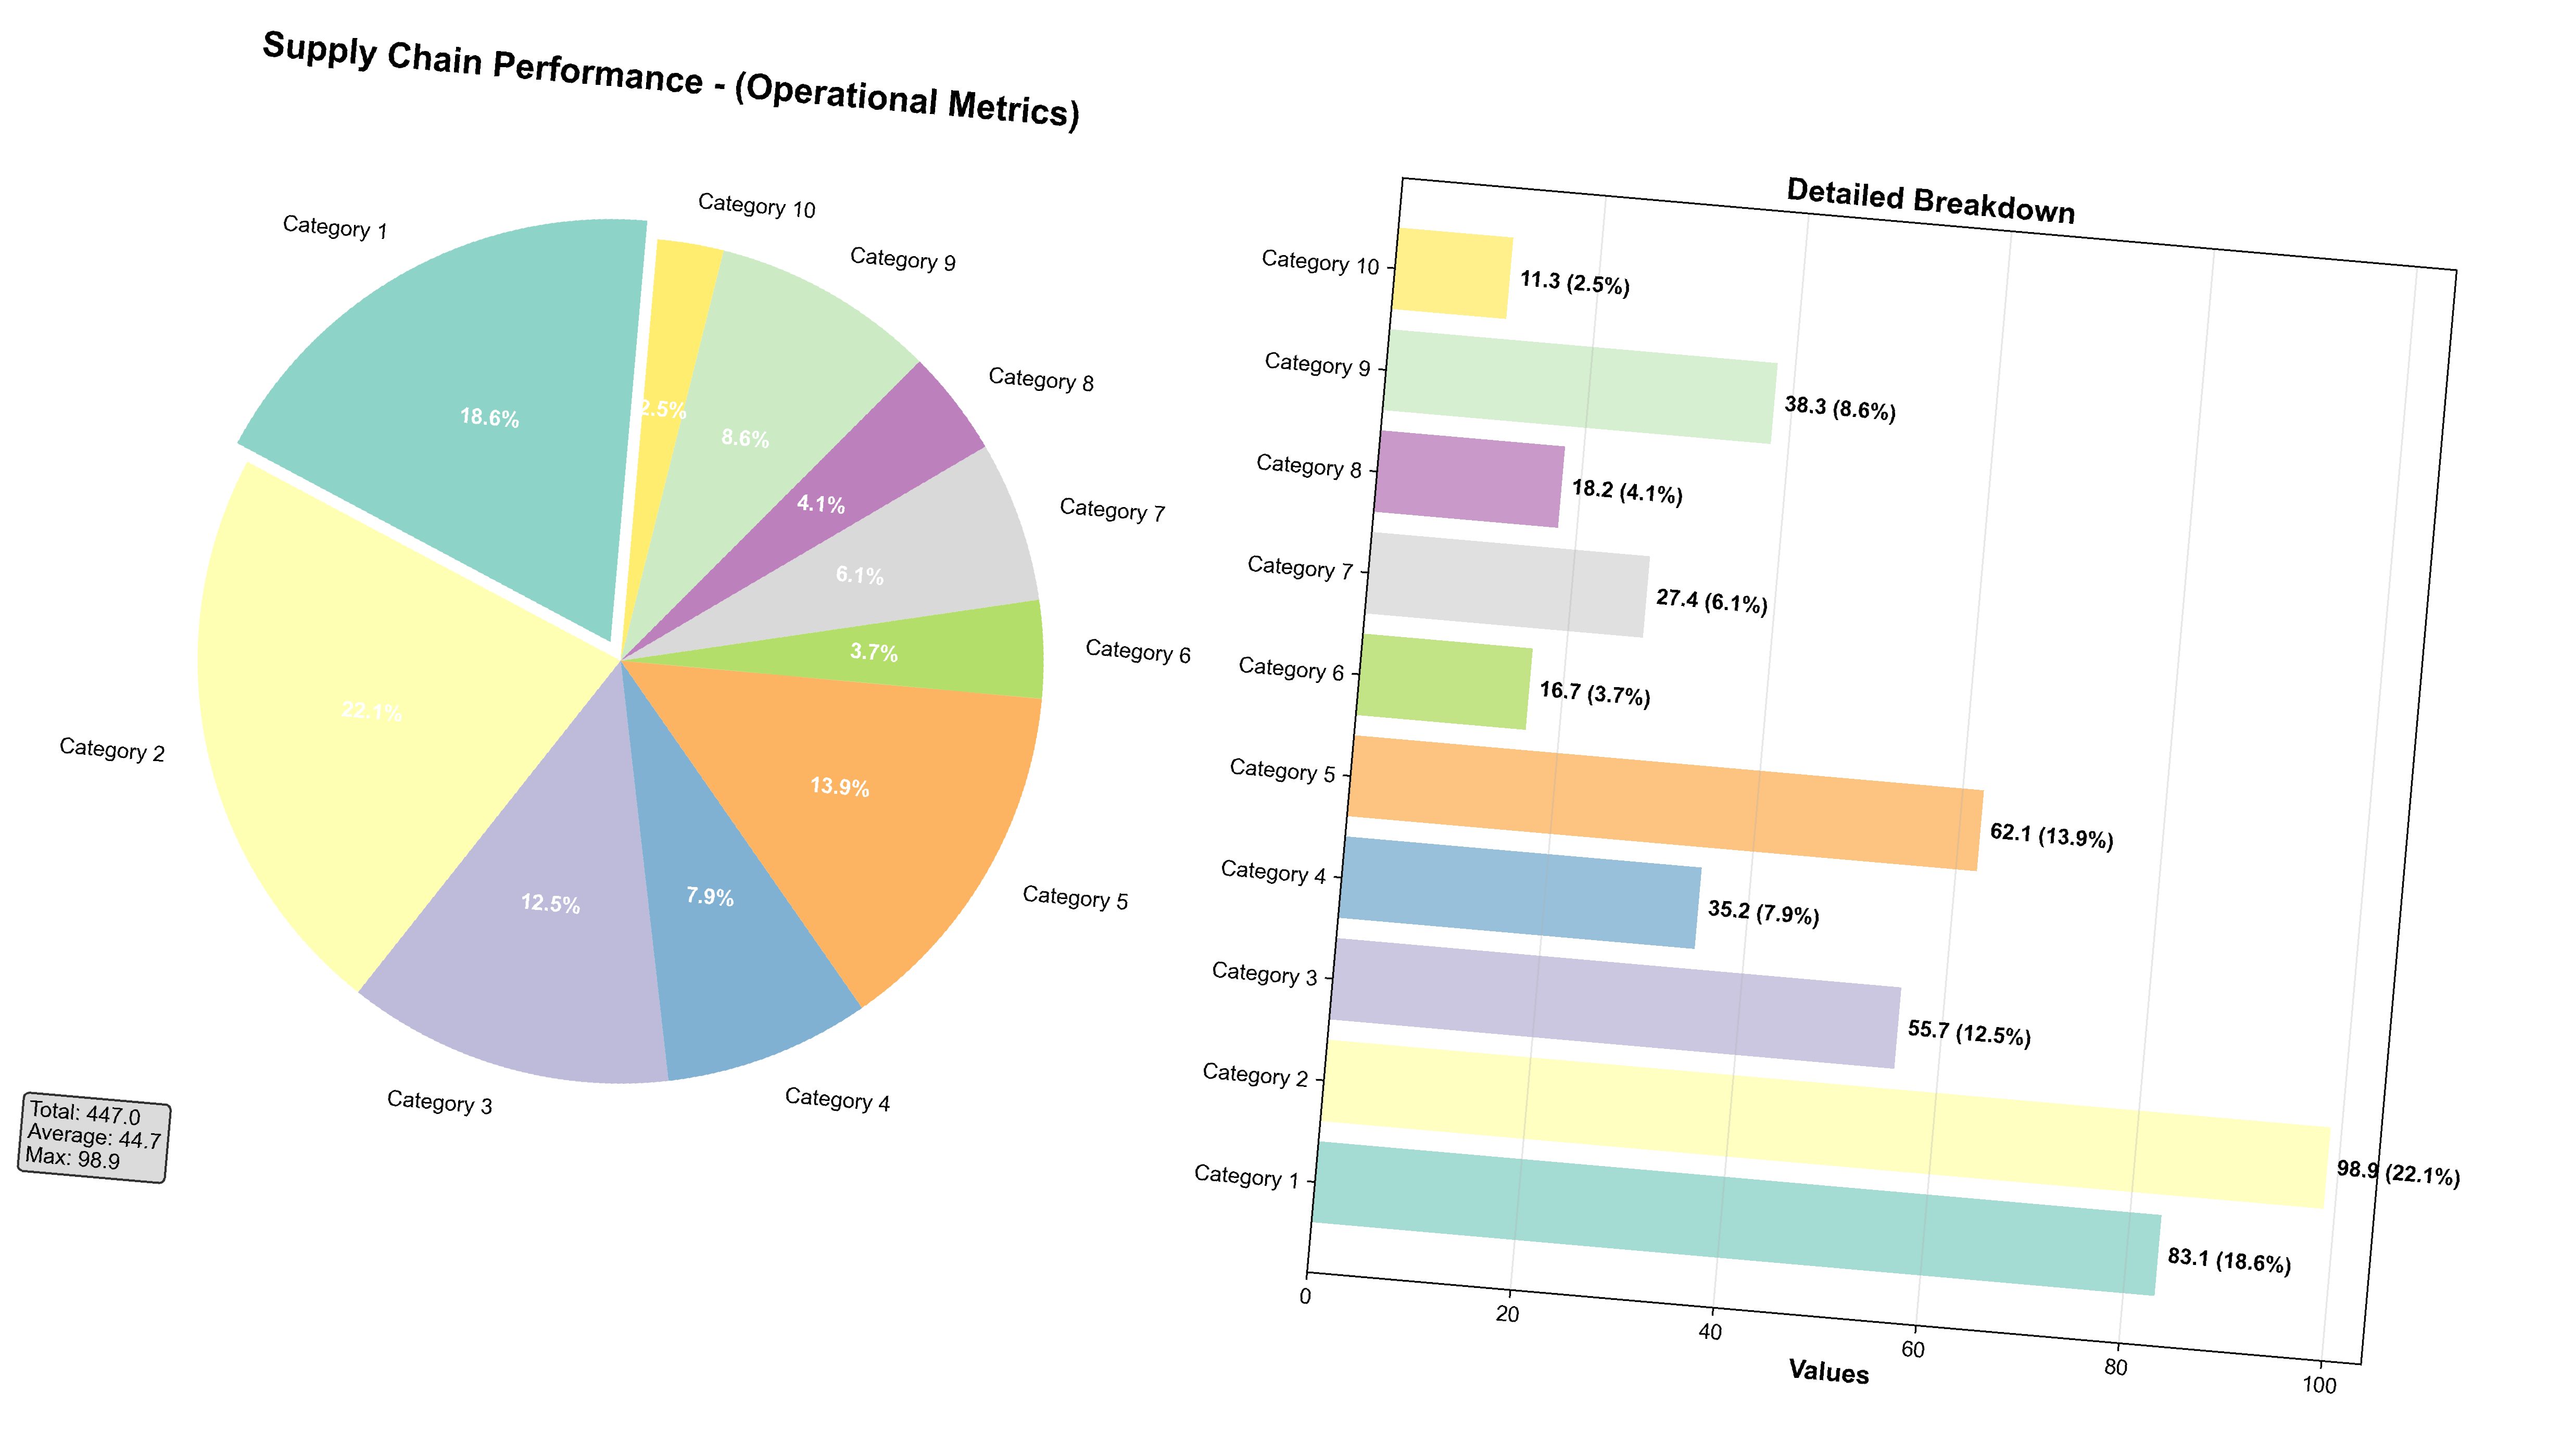 Supply Chain Performance - (Operational Metrics)
Category 1
Category 10
Category 9
Category 8
Category 7
Category 6
Category 5
Category 4
Category 3
Category 2
18.6%
2.5%
8.6%
4.1%
6.1%
3.7%
13.9%
7.9%
12.5%
22.1%
Total: 447.0
Average: 44.7
Max: 98.9
Detailed Breakdown
Category 10
11.3 (2.5%)
Category 9
38.3 (8.6%)
Category 8
18.2 (4.1%)
Category 7
27.4 (6.1%)
Category 6
16.7 (3.7%)
Category 5
62.1 (13.9%)
Category 4
35.2 (7.9%)
Category 3
55.7 (12.5%)
Category 2
98.9 (22.1%)
Category 1
83.1 (18.6%)
0
20
40
60
80
100
Values